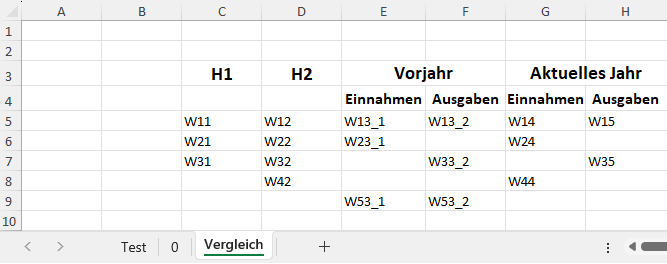 A B C D E F G H
1
2
3 H1 H2 Vorjahr Aktuelles Jahr
4 Einnahmen Ausgaben Einnahmen Ausgaben
5 W11 W12 W13_1 W13_2 W14 W15
6 W21 W22 W23_1 W24
7 W31 W32 W33_2 W35
8 W42 W44
9 W53_1 W53_2
10
Test 0 Vergleich